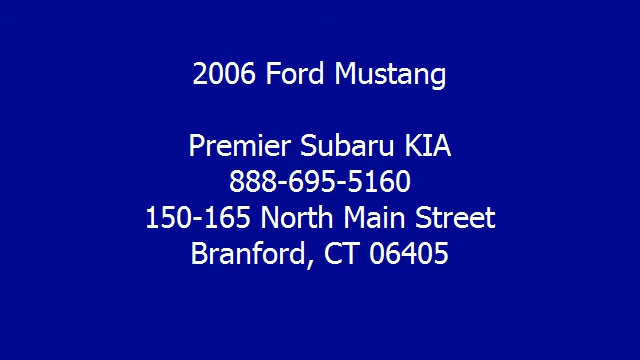 2006 Ford Mustang
Premier Subaru KIA
888-695-5160
150-165 North Main Street
Branford, CT 06405